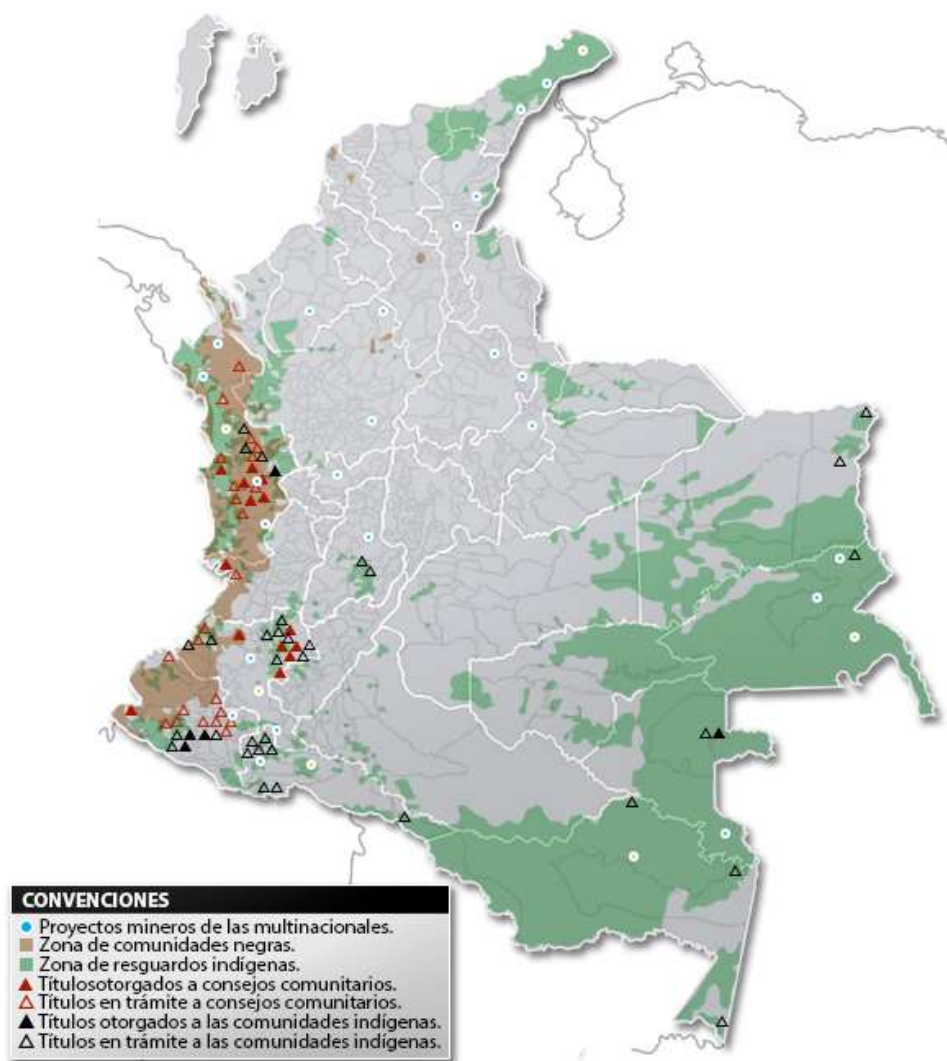 CONVENCIONES
Proyectos mineros de las multinacionales.
Zona de comunidades negras.
Zona de resguardos indígenas.
Títulosotorgados a consejos comunitarios.
Títulos en trámite a consejos comunitarios.
Títulos otorgados a las comunidades indígenas.
Títulos en trámite a las comunidades indígenas.